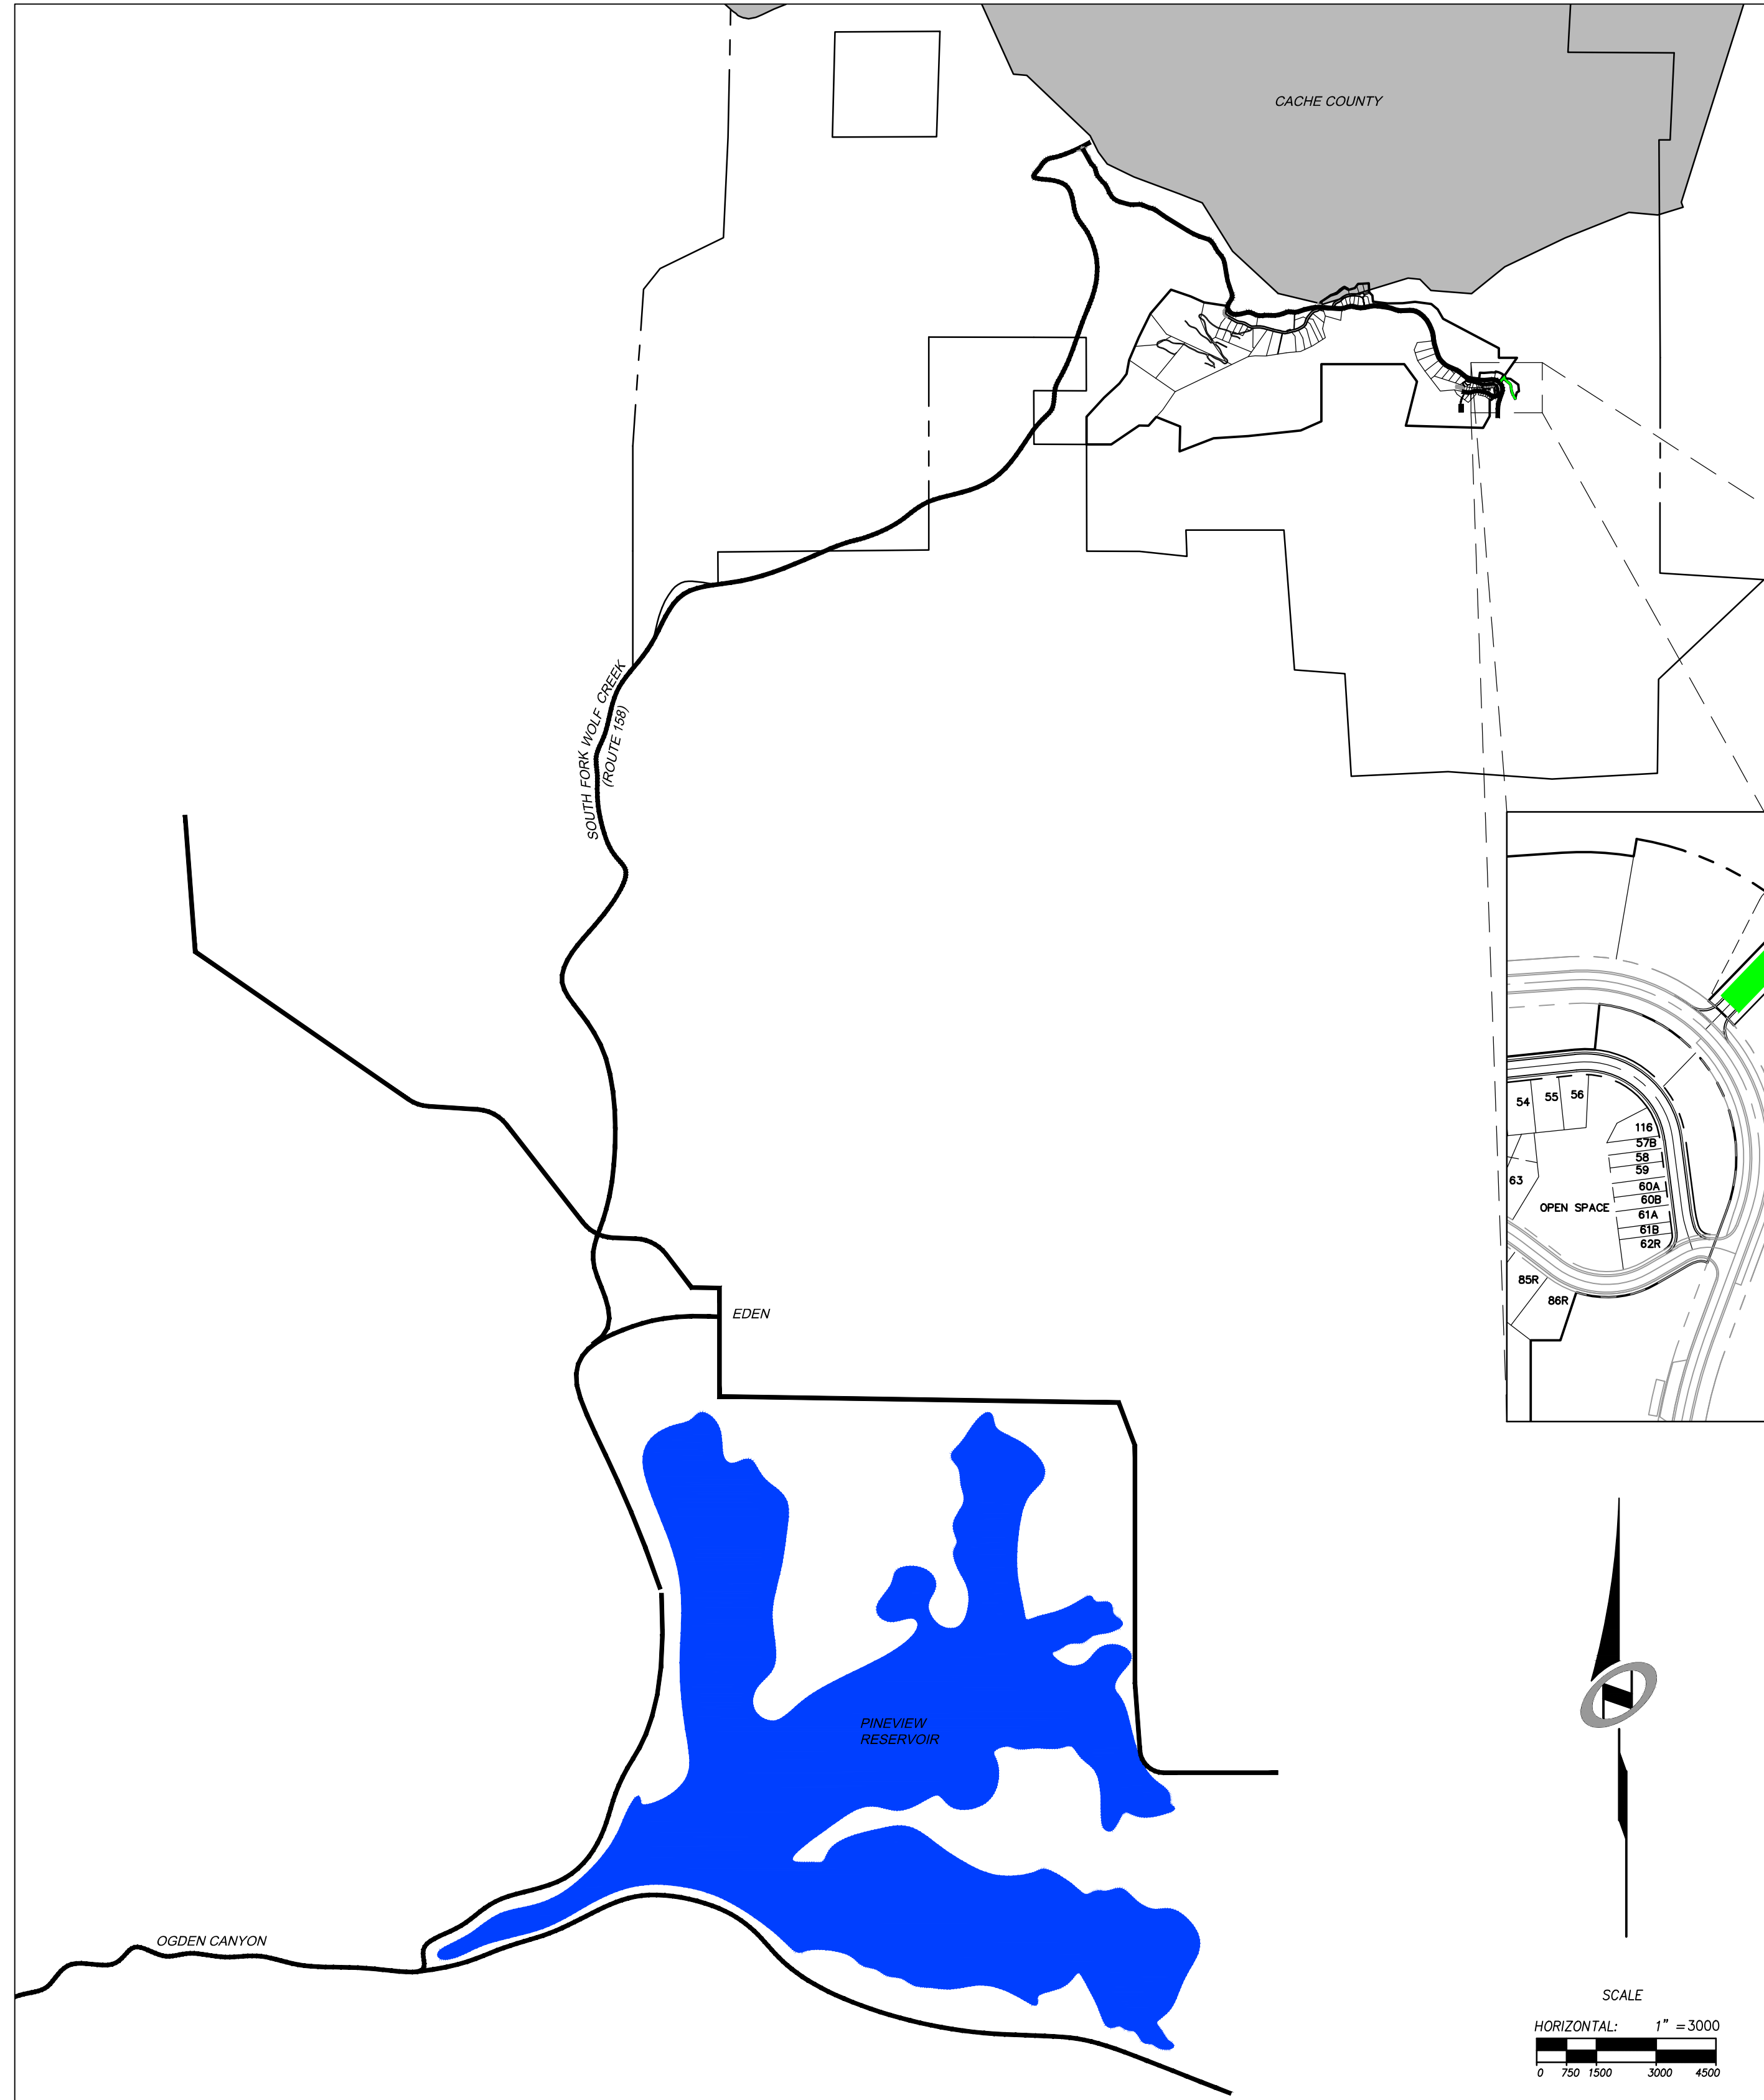 CACHE COUNTY
SOUTH FORK WOLF CREEK
(ROUTE 158)
54
55
56
116
57B
58
59
63
60A
60B
OPEN SPACE
61A
61B
62R
85R
86R
EDEN
N
PINEVIEW
RESERVOIR
OGDEN CANYON
SCALE
HORIZONTAL: 1" =3000
0 750 1500 3000 4500